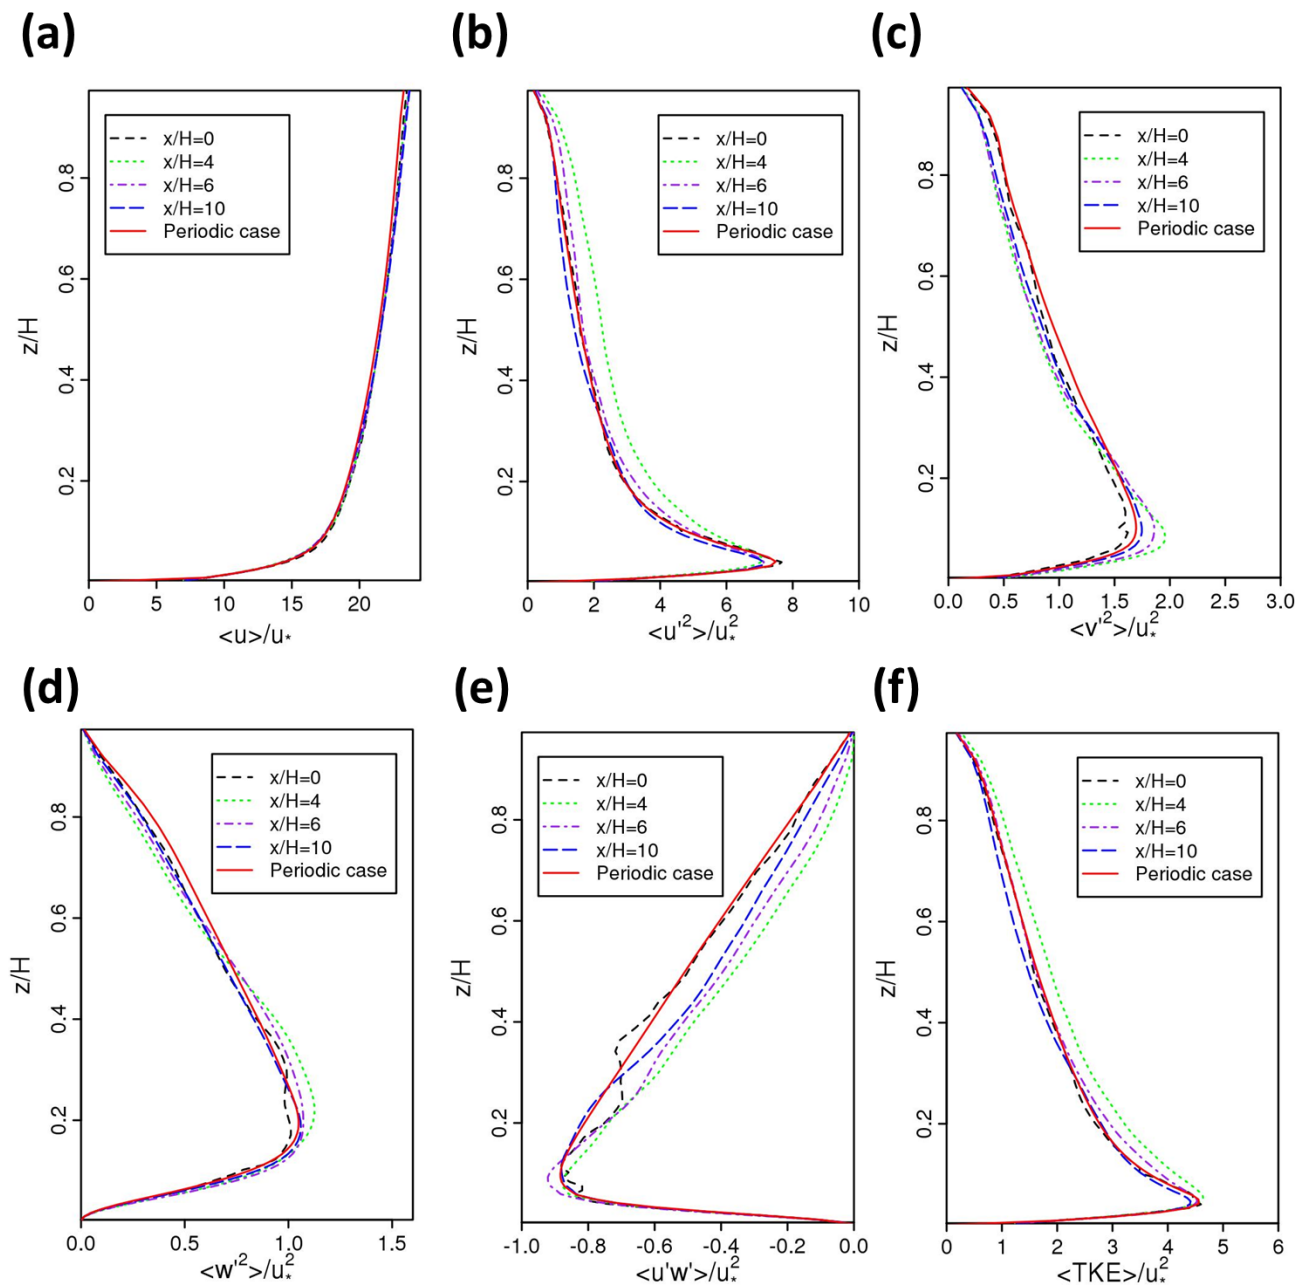 (a)
x/H=0
x/H=4
x/H=6
x/H=10
Periodic case
z/H
0.2
0.4
0.6
0.8
0
5
10
15
20
<u>/u*
(b)
x/H=0
x/H=4
x/H=6
x/H=10
Periodic case
z/H
0.2
0.4
0.6
0.8
0
2
4
6
8
10
<u'²>/u*²
(c)
x/H=0
x/H=4
x/H=6
x/H=10
Periodic case
z/H
0.2
0.4
0.6
0.8
0.0
0.5
1.0
1.5
2.0
2.5
3.0
<v'²>/u*²
(d)
x/H=0
x/H=4
x/H=6
x/H=10
Periodic case
z/H
0.2
0.4
0.6
0.8
0.0
0.5
1.0
1.5
<w'²>/u*²
(e)
x/H=0
x/H=4
x/H=6
x/H=10
Periodic case
z/H
0.2
0.4
0.6
0.8
-1.0
-0.8
-0.6
-0.4
-0.2
0.0
<u'w'>/u*²
(f)
x/H=0
x/H=4
x/H=6
x/H=10
Periodic case
z/H
0.2
0.4
0.6
0.8
0
1
2
3
4
5
6
<TKE>/u*²